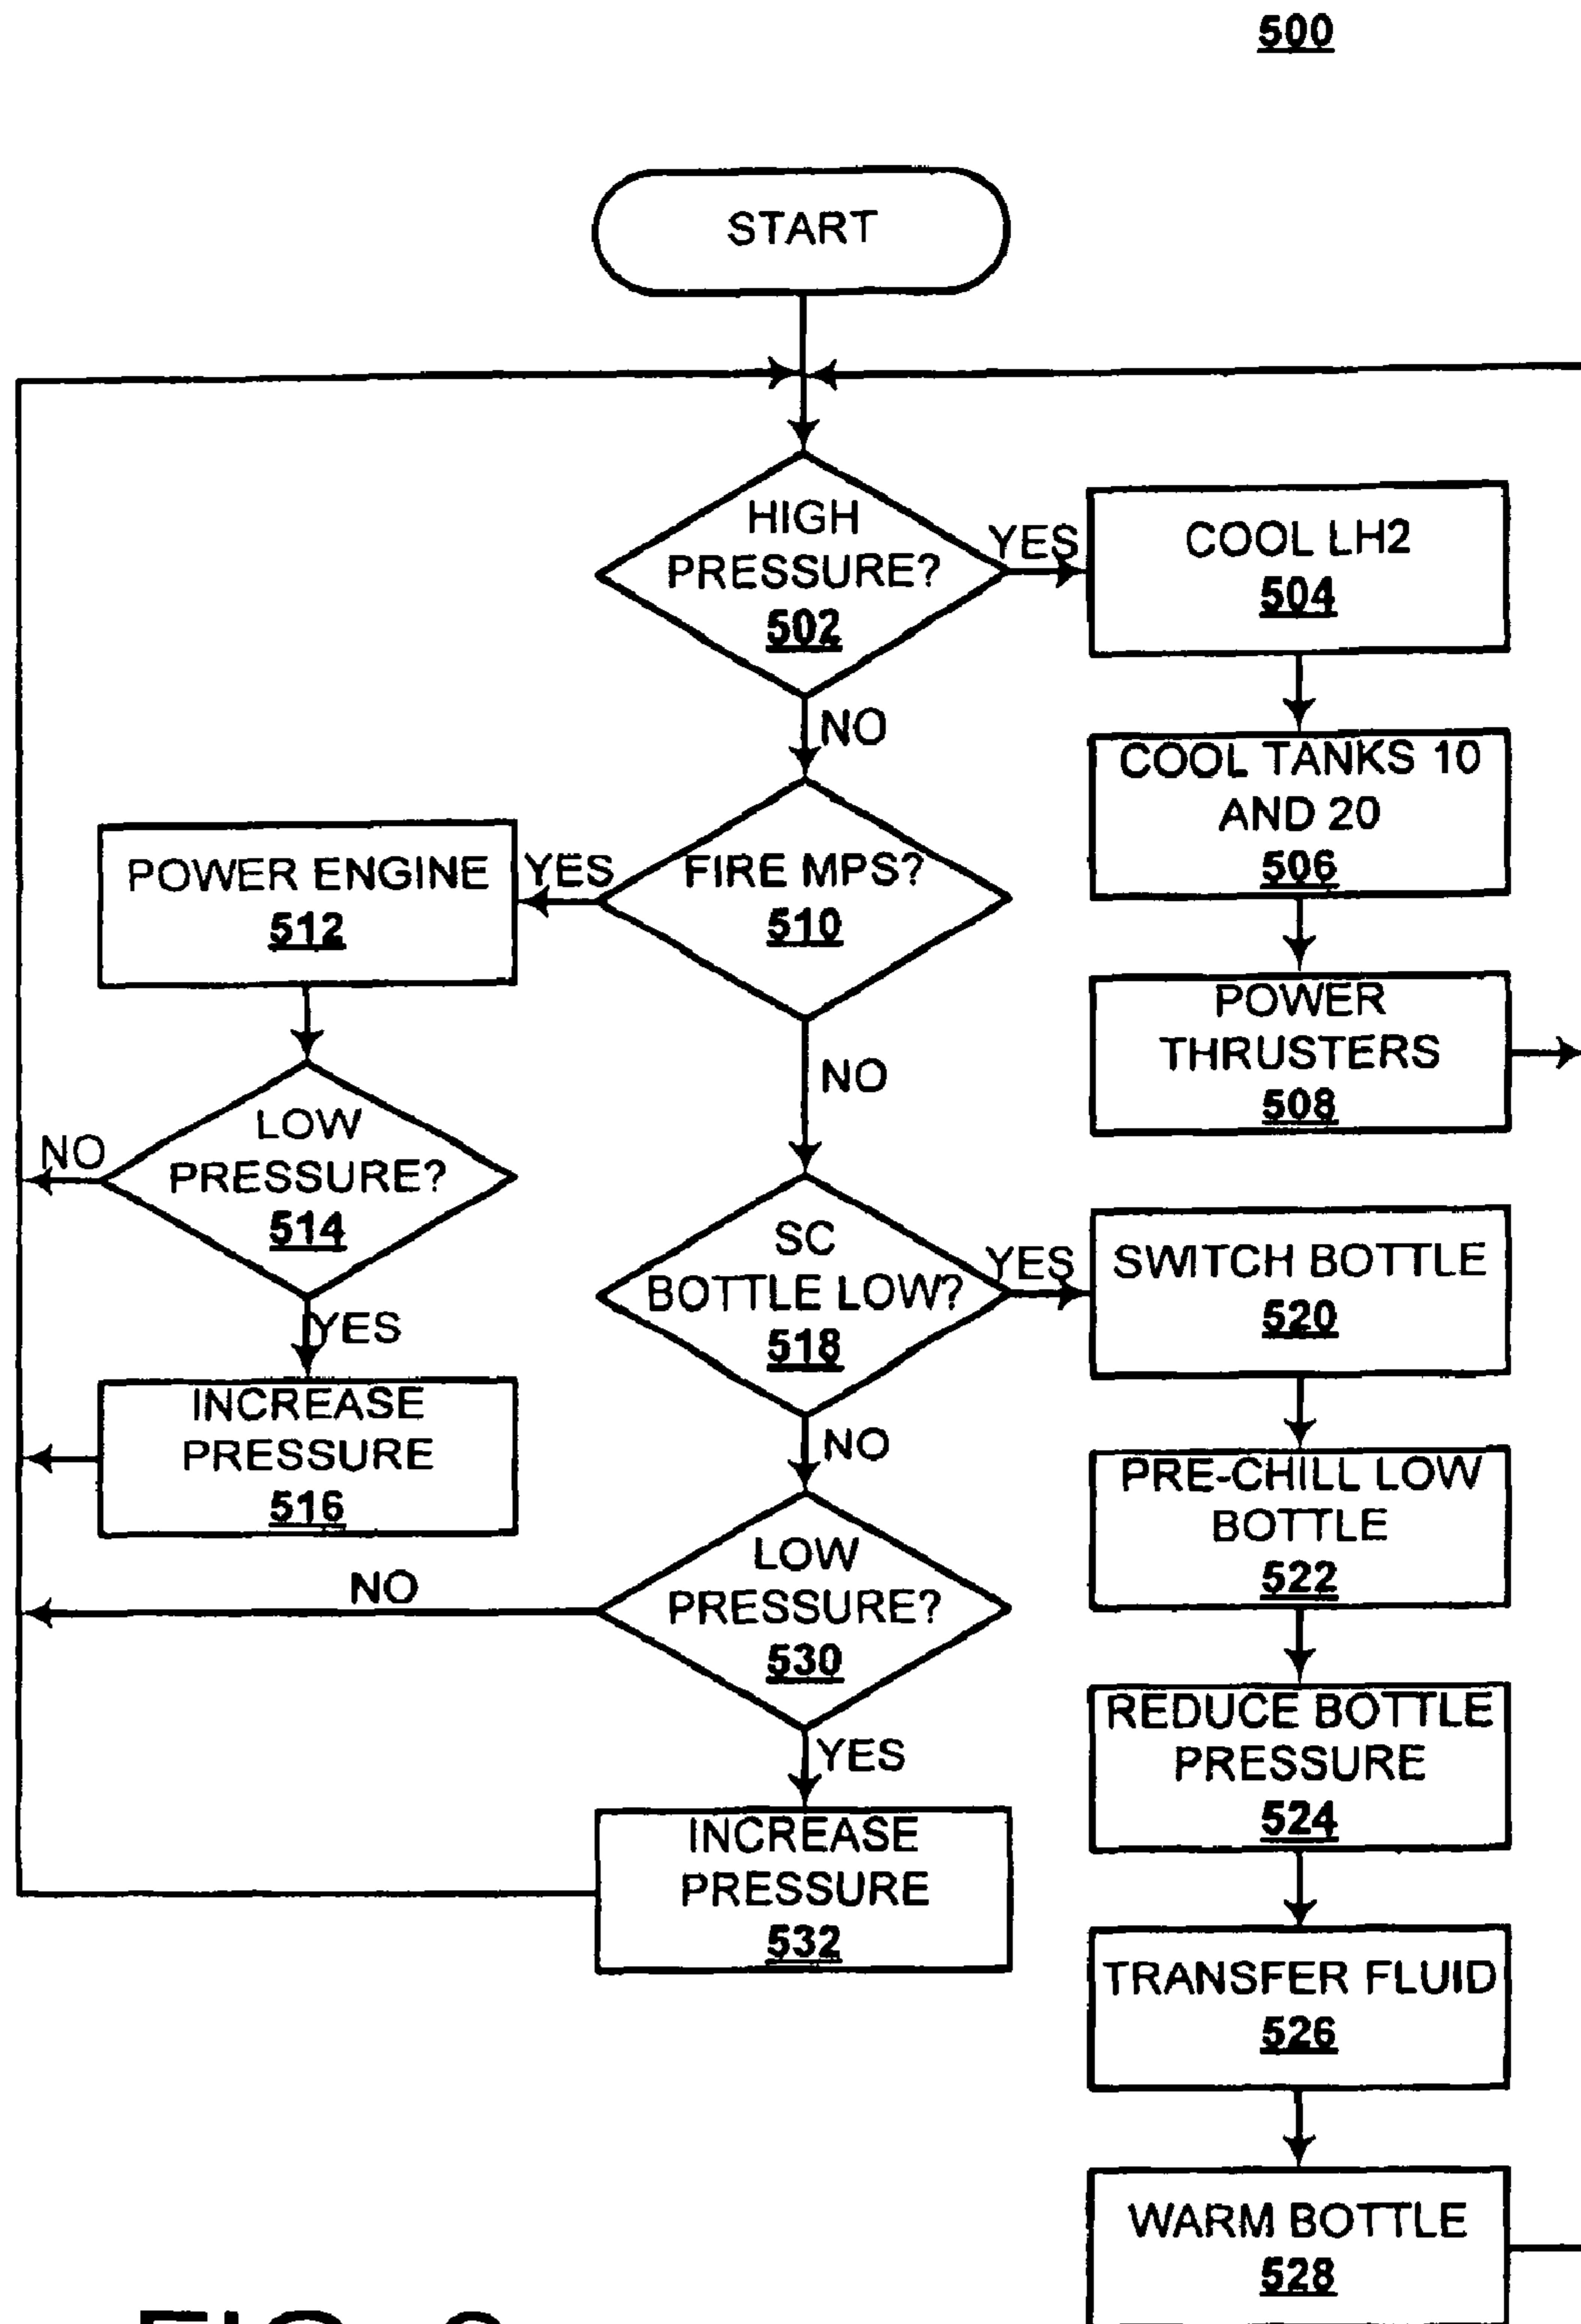 500
START
HIGH
PRESSURE?
502
YES
COOL LH2
504
NO
COOL TANKS 10
AND 20
506
FIRE MPS?
510
YES
POWER ENGINE
512
POWER
THRUSTERS
508
NO
LOW
PRESSURE?
514
NO
YES
INCREASE
PRESSURE
516
SC
BOTTLE LOW?
518
YES
SWITCH BOTTLE
520
NO
PRE-CHILL LOW
BOTTLE
522
LOW
PRESSURE?
530
NO
YES
REDUCE BOTTLE
PRESSURE
524
INCREASE
PRESSURE
532
TRANSFER FLUID
526
WARM BOTTLE
528